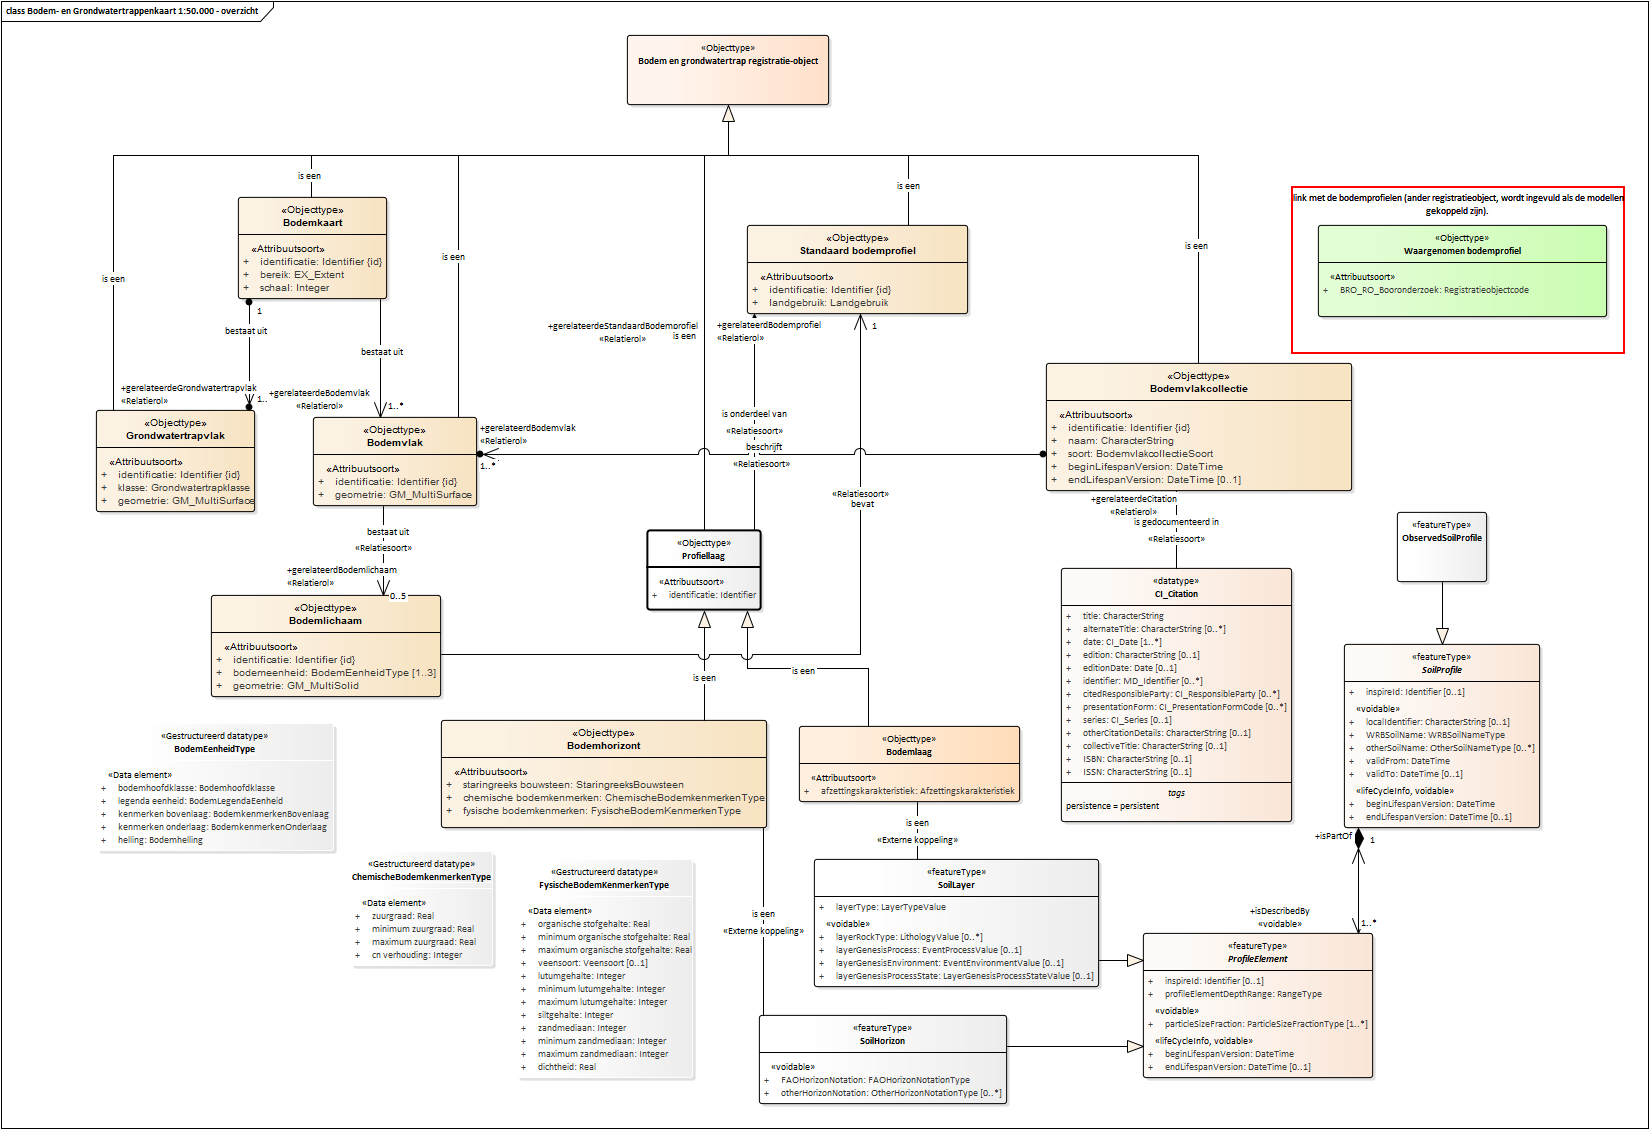 class Bodem- en Grondwatertrappenkaart 1:50.000 - overzicht
«Objecttype»
Bodem en grondwatertrap registratie-object
is een
is een
is een
is een
is een
is een
«Objecttype»
Bodemkaart
«Attribuutsoort»
+ identificatie: Identifier {id}
+ bereik: EX_Extent
+ schaal: Integer
1
bestaat uit
bestaat uit
+gerelateerdeGrondwatertrapvlak
«Relatierol»
1..
+gerelateerdeBodemvlak
«Relatierol»
1..*
«Objecttype»
Standaard bodemprofiel
«Attribuutsoort»
+ identificatie: Identifier {id}
+ landgebruik: Landgebruik
+gerelateerdeStandaardBodemprofiel
«Relatierol»
+gerelateerdBodemprofiel
«Relatierol»
1
link met de bodemprofielen (ander registratieobject, wordt ingevuld als de modellen
gekoppeld zijn).
«Objecttype»
Waargenomen bodemprofiel
«Attribuutsoort»
+ BRO_RO_Booronderzoek: Registratieobjectcode
«Objecttype»
Grondwatertrapvlak
«Attribuutsoort»
+ identificatie: Identifier {id}
+ klasse: Grondwatertrapklasse
+ geometrie: GM_MultiSurface
«Objecttype»
Bodemvlak
«Attribuutsoort»
+ identificatie: Identifier {id}
+ geometrie: GM_MultiSurface
+gerelateerdBodemvlak
«Relatierol»
1..*
is onderdeel van
«Relatiesoort»
beschrijft
«Relatiesoort»
«Relatiesoort»
bevat
«Objecttype»
Bodemvlakcollectie
«Attribuutsoort»
+ identificatie: Identifier {id}
+ naam: CharacterString
+ soort: BodemvlakcollectieSoort
+ beginLifespanVersion: DateTime
+ endLifespanVersion: DateTime [0..1]
+gerelateerdeCitation
«Relatierol»
is gedocumenteerd in
«Relatiesoort»
bestaat uit
«Relatiesoort»
+gerelateerdBodemlichaam
«Relatierol»
0..5
«Objecttype»
Profiellaag
«Attribuutsoort»
+ identificatie: Identifier
«featureType»
ObservedSoilProfile
«Objecttype»
Bodemlichaam
«Attribuutsoort»
+ identificatie: Identifier {id}
+ bodemeenheid: BodemEenheidType [1..3]
+ geometrie: GM_MultiSolid
«datatype»
CI_Citation
+ title: CharacterString
+ alternateTitle: CharacterString [0..*]
+ date: CI_Date [1..*]
+ edition: CharacterString [0..1]
+ editionDate: Date [0..1]
+ identifier: MD_Identifier [0..*]
+ citedResponsibleParty: CI_ResponsibleParty [0..*]
+ presentationForm: CI_PresentationFormCode [0..*]
+ series: CI_Series [0..1]
+ otherCitationDetails: CharacterString [0..1]
+ collectiveTitle: CharacterString [0..1]
+ ISBN: CharacterString [0..1]
+ ISSN: CharacterString [0..1]
tags
persistence = persistent
«featureType»
SoilProfile
+ inspireId: Identifier [0..1]
«voidable»
+ localIdentifier: CharacterString [0..1]
+ WRBSoilName: WRBSoilNameType
+ otherSoilName: OtherSoilNameType [0..*]
+ validFrom: DateTime
+ validTo: DateTime [0..1]
«lifeCycleInfo, voidable»
+ beginLifespanVersion: DateTime
+ endLifespanVersion: DateTime [0..1]
is een
is een
«Gestructureerd datatype»
BodemEenheidType
«Data element»
+ bodemhoofdklasse: Bodemhoofdklasse
+ legenda eenheid: BodemLegendaEenheid
+ kenmerken bovenlaag: BodemkenmerkenBovenlaag
+ kenmerken onderlaag: BodemkenmerkenOnderlaag
+ helling: Bodemhelling
«Objecttype»
Bodemhorizont
«Attribuutsoort»
+ staringreeks bouwsteen: StaringreeksBouwsteen
+ chemische bodemkenmerken: ChemischeBodemkenmerkenType
+ fysische bodemkenmerken: FysischeBodemKenmerkenType
«Objecttype»
Bodemlaag
«Attribuutsoort»
+ afzettingskarakteristiek: Afzettingskarakteristiek
is een
«Externe koppeling»
+isPartOf
1
«Gestructureerd datatype»
ChemischeBodemkenmerkenType
«Data element»
+ zuurgraad: Real
+ minimum zuurgraad: Real
+ maximum zuurgraad: Real
+ cn verhouding: Integer
«Gestructureerd datatype»
FysischeBodemKenmerkenType
«Data element»
+ organische stofgehalte: Real
+ minimum organische stofgehalte: Real
+ maximum organische stofgehalte: Real
+ veensoort: Veensoort [0..1]
+ lutumgehalte: Integer
+ minimum lutumgehalte: Integer
+ maximum lutumgehalte: Integer
+ siltgehalte: Integer
+ zandmediaan: Integer
+ minimum zandmediaan: Integer
+ maximum zandmediaan: Integer
+ dichtheid: Real
is een
«Externe koppeling»
«featureType»
SoilLayer
+ layerType: LayerTypeValue
«voidable»
+ layerRockType: LithologyValue [0..*]
+ layerGenesisProcess: EventProcessValue [0..1]
+ layerGenesisEnvironment: EventEnvironmentValue [0..1]
+ layerGenesisProcessState: LayerGenesisProcessStateValue [0..1]
+isDescribedBy
«voidable»
1..*
«featureType»
ProfileElement
+ inspireId: Identifier [0..1]
+ profileElementDepthRange: RangeType
«voidable»
+ particleSizeFraction: ParticleSizeFractionType [1..*]
«lifeCycleInfo, voidable»
+ beginLifespanVersion: DateTime
+ endLifespanVersion: DateTime [0..1]
«featureType»
SoilHorizon
«voidable»
+ FAOHorizonNotation: FAOHorizonNotationType
+ otherHorizonNotation: OtherHorizonNotationType [0..*]